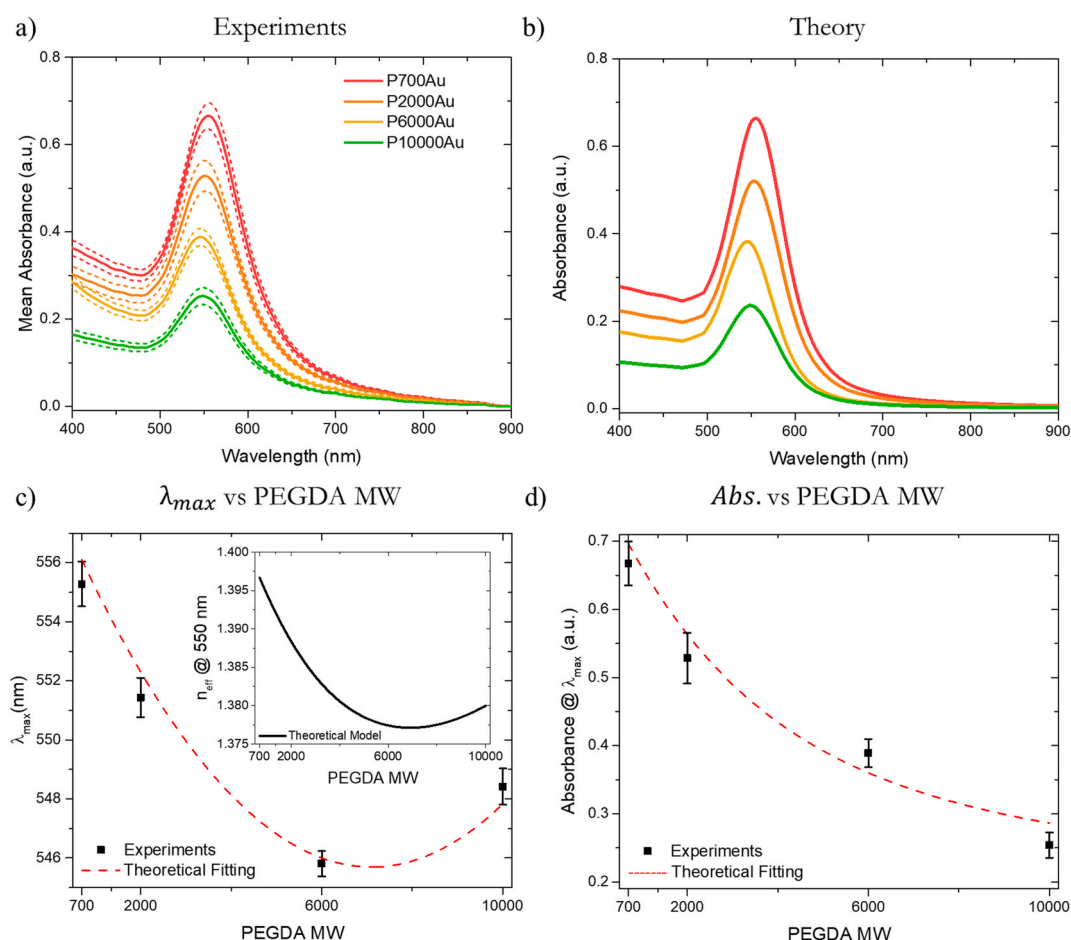 a) Experiments
0.8
0.6
0.4
0.2
0.0
Mean Absorbance (a.u.)
P700Au
P2000Au
P6000Au
P10000Au
400 500 600 700 800 900
Wavelength (nm)
b) Theory
0.8
0.6
0.4
0.2
0.0
Absorbance (a.u.)
400 500 600 700 800 900
Wavelength (nm)
c) λmax vs PEGDA MW
556
554
552
550
548
546
λmax(nm)
1.400
1.395
1.390
1.385
1.380
1.375
neff @ 550 nm
Theoretical Model
700 2000 4000 6000 8000 10000
PEGDA MW
Experiments
Theoretical Fitting
700 2000 6000 10000
PEGDA MW
d) Abs. vs PEGDA MW
0.7
0.6
0.5
0.4
0.3
0.2
Absorbance @ λmax (a.u.)
Experiments
Theoretical Fitting
700 2000 6000 10000
PEGDA MW